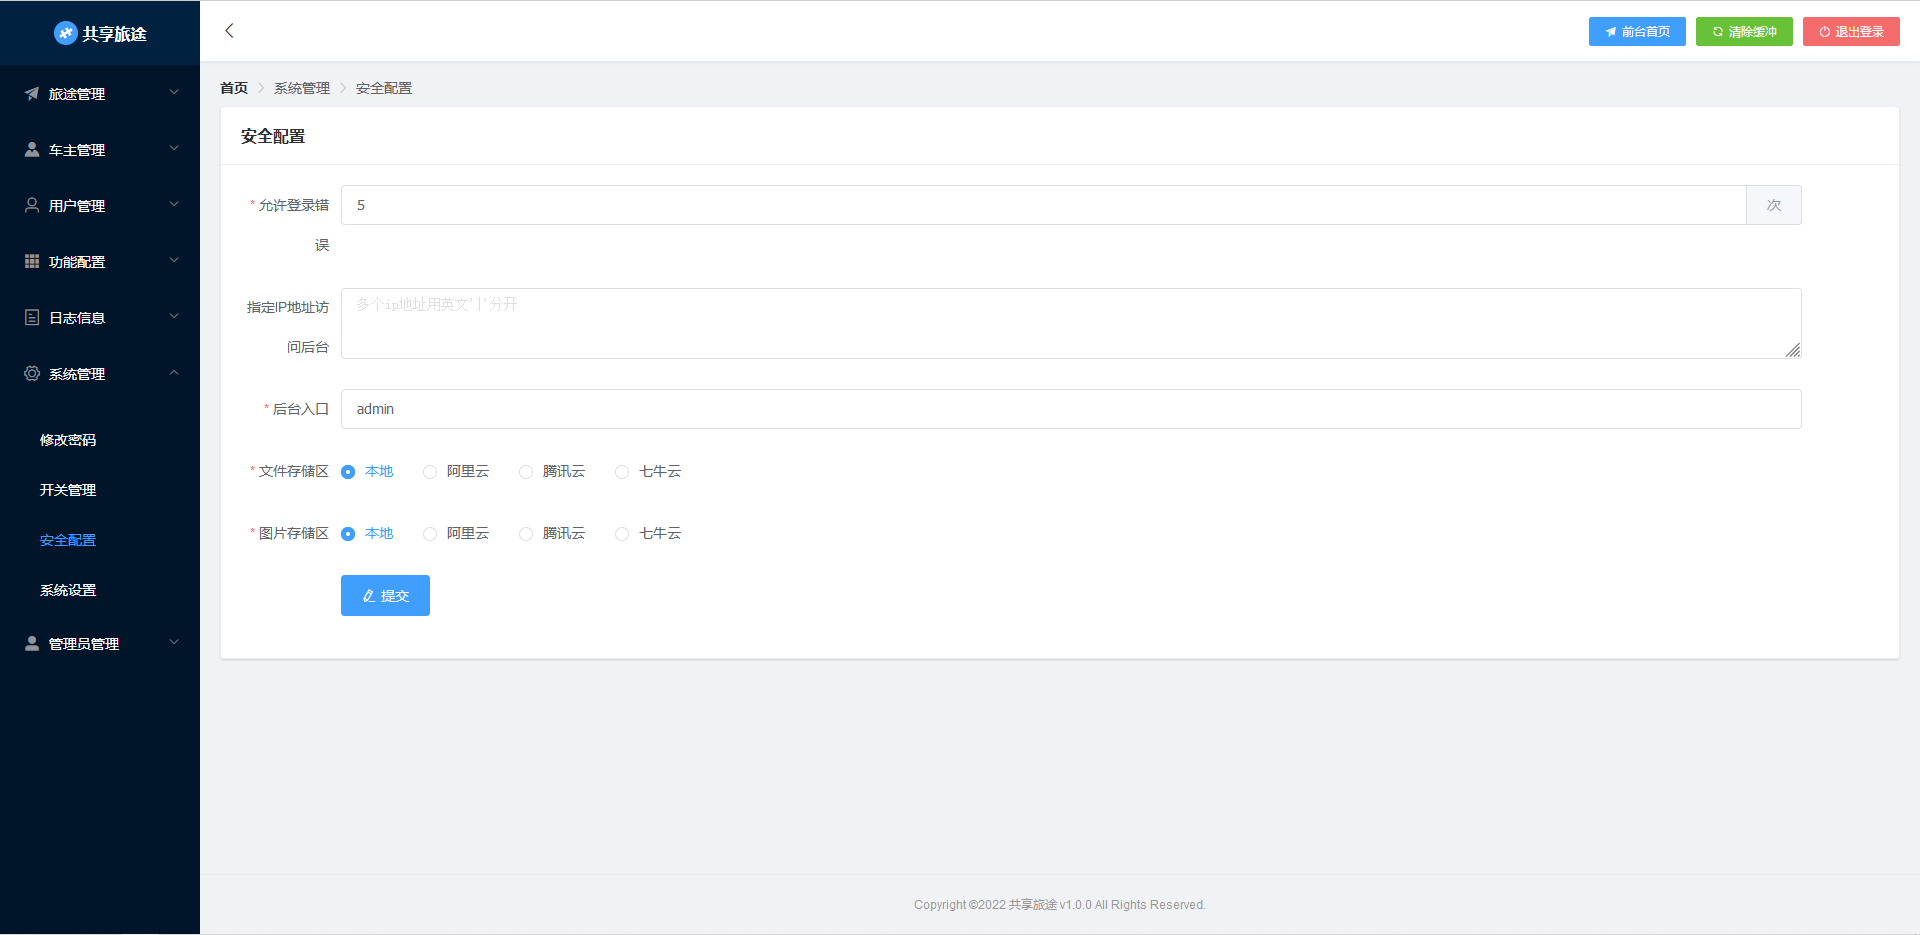 共享旅途
前台首页
清除缓冲
退出登录
旅途管理
车主管理
用户管理
功能配置
日志信息
系统管理
修改密码
开关管理
安全配置
系统设置
管理员管理
首页 系统管理 安全配置
安全配置
* 允许登录错
误
5
次
指定IP地址访
问后台
多个ip地址用英文'|'分开
* 后台入口
admin
* 文件存储区 本地 阿里云 腾讯云 七牛云
* 图片存储区 本地 阿里云 腾讯云 七牛云
提交
Copyright ©2022 共享旅途 v1.0.0 All Rights Reserved.